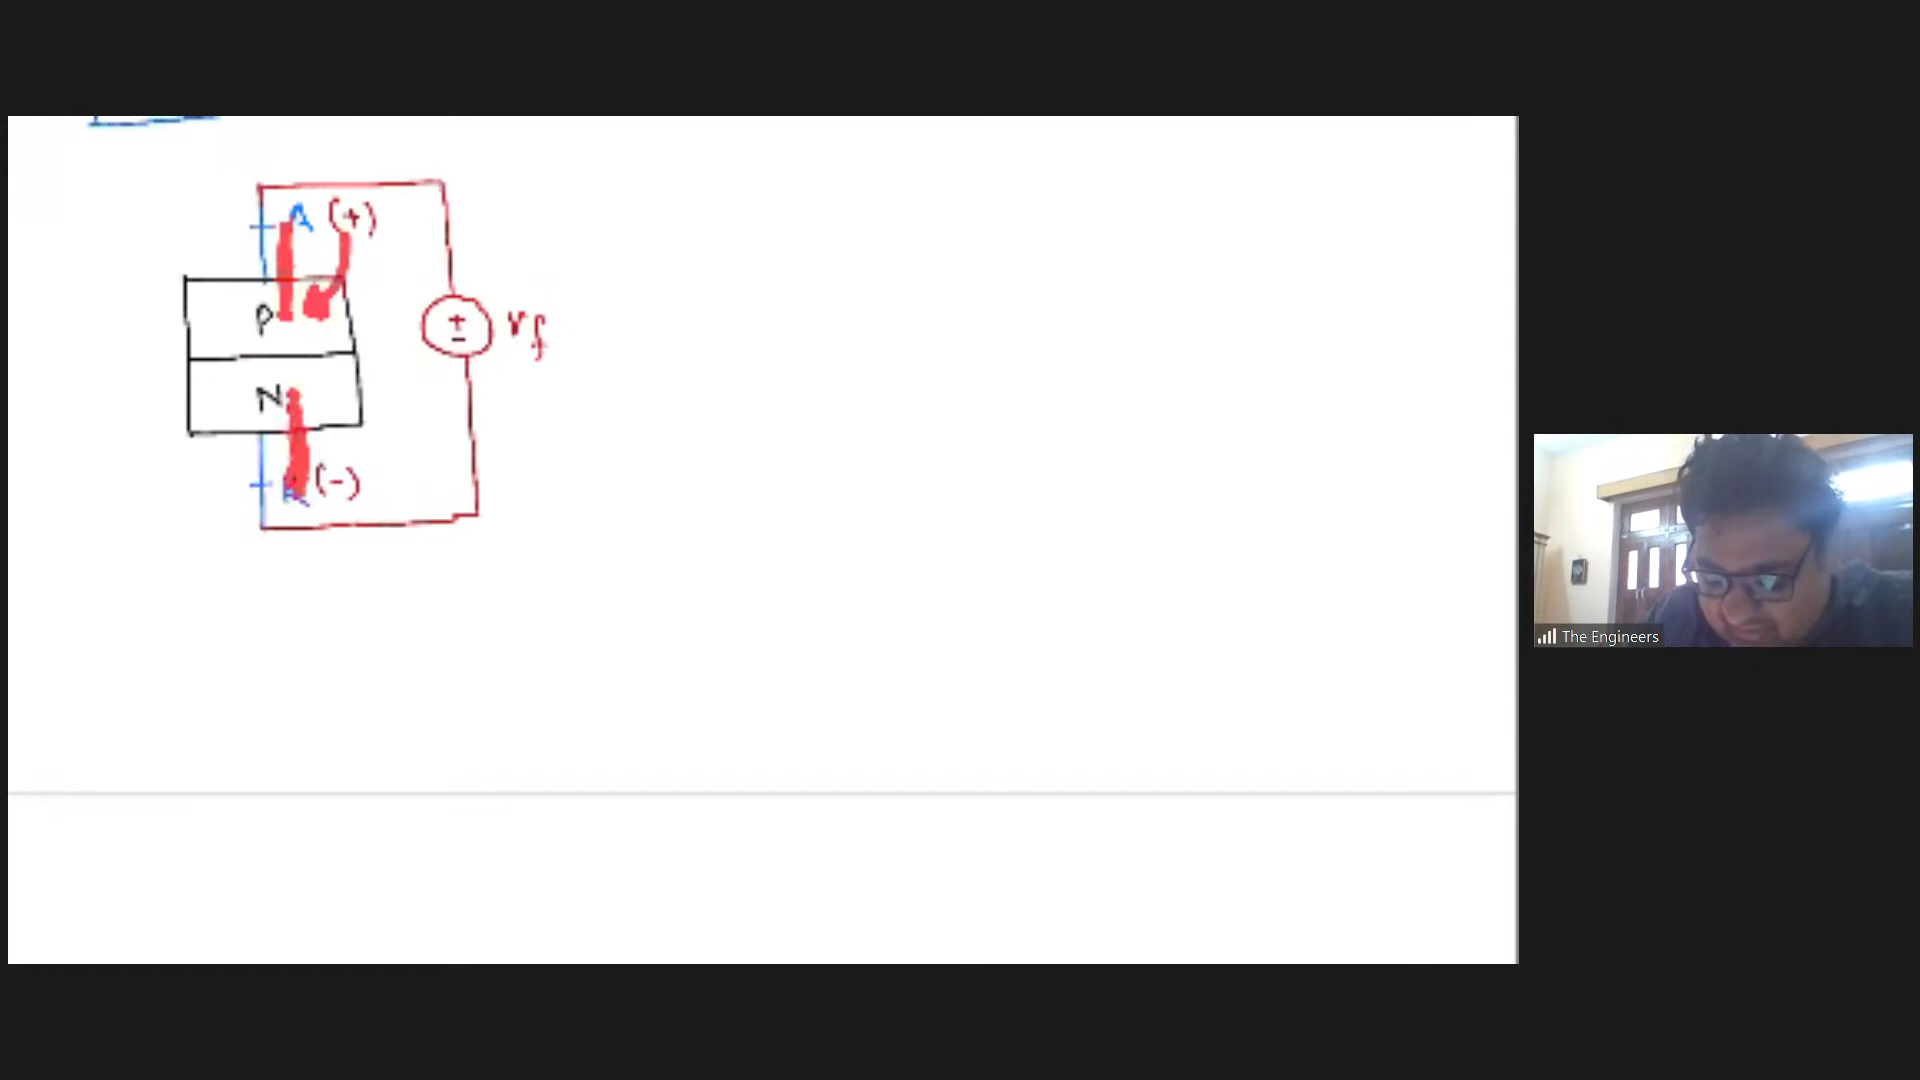 A (+)
P
+
-
Vf
N
K (-)
The Engineers